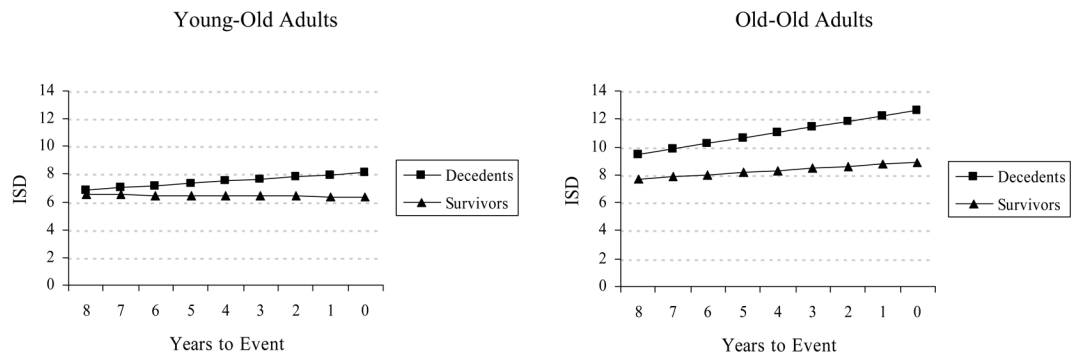 Young-Old Adults
14
12
10
8
6
4
2
0
ISD
8 7 6 5 4 3 2 1 0
Years to Event
Decedents
Survivors
Old-Old Adults
14
12
10
8
6
4
2
0
ISD
8 7 6 5 4 3 2 1 0
Years to Event
Decedents
Survivors